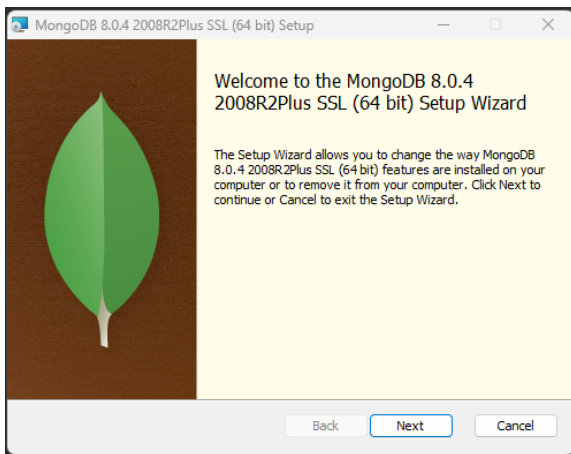 MongoDB 8.0.4 2008R2Plus SSL (64 bit) Setup
Welcome to the MongoDB 8.0.4
2008R2Plus SSL (64 bit) Setup Wizard
The Setup Wizard allows you to change the way MongoDB
8.0.4 2008R2Plus SSL (64 bit) features are installed on your
computer or to remove it from your computer. Click Next to
continue or Cancel to exit the Setup Wizard.
Back Next Cancel